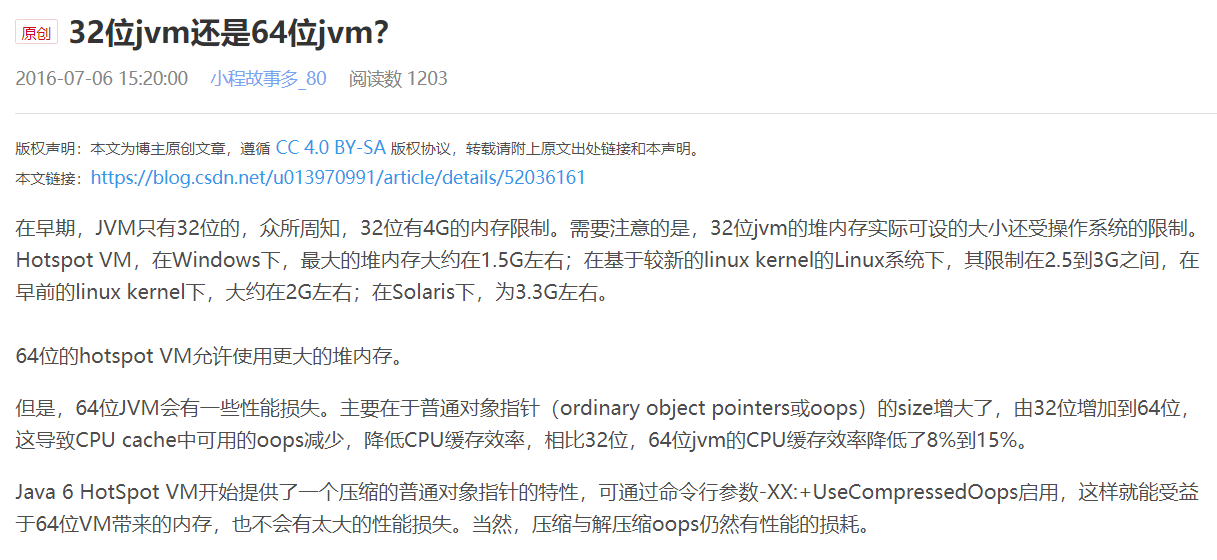 原创 32位jvm还是64位jvm？
2016-07-06 15:20:00 小程故事多_80 阅读数 1203
版权声明：本文为博主原创文章，遵循 CC 4.0 BY-SA 版权协议，转载请附上原文出处链接和本声明。
本文链接：https://blog.csdn.net/u013970991/article/details/52036161
在早期，JVM只有32位的，众所周知，32位有4G的内存限制。需要注意的是，32位jvm的堆内存实际可设的大小还受操作系统的限制。
Hotspot VM，在Windows下，最大的堆内存大约在1.5G左右；在基于较新的linux kernel的Linux系统下，其限制在2.5到3G之间，在
早前的linux kernel下，大约在2G左右；在Solaris下，为3.3G左右。
64位的hotspot VM允许使用更大的堆内存。
但是，64位JVM会有一些性能损失。主要在于普通对象指针（ordinary object pointers或oops）的size增大了，由32位增加到64位，
这导致CPU cache中可用的oops减少，降低CPU缓存效率，相比32位，64位jvm的CPU缓存效率降低了8%到15%。
Java 6 HotSpot VM开始提供了一个压缩的普通对象指针的特性，可通过命令行参数-XX:+UseCompressedOops启用，这样就能受益
于64位VM带来的内存，也不会有太大的性能损失。当然，压缩与解压缩oops仍然有性能的损耗。